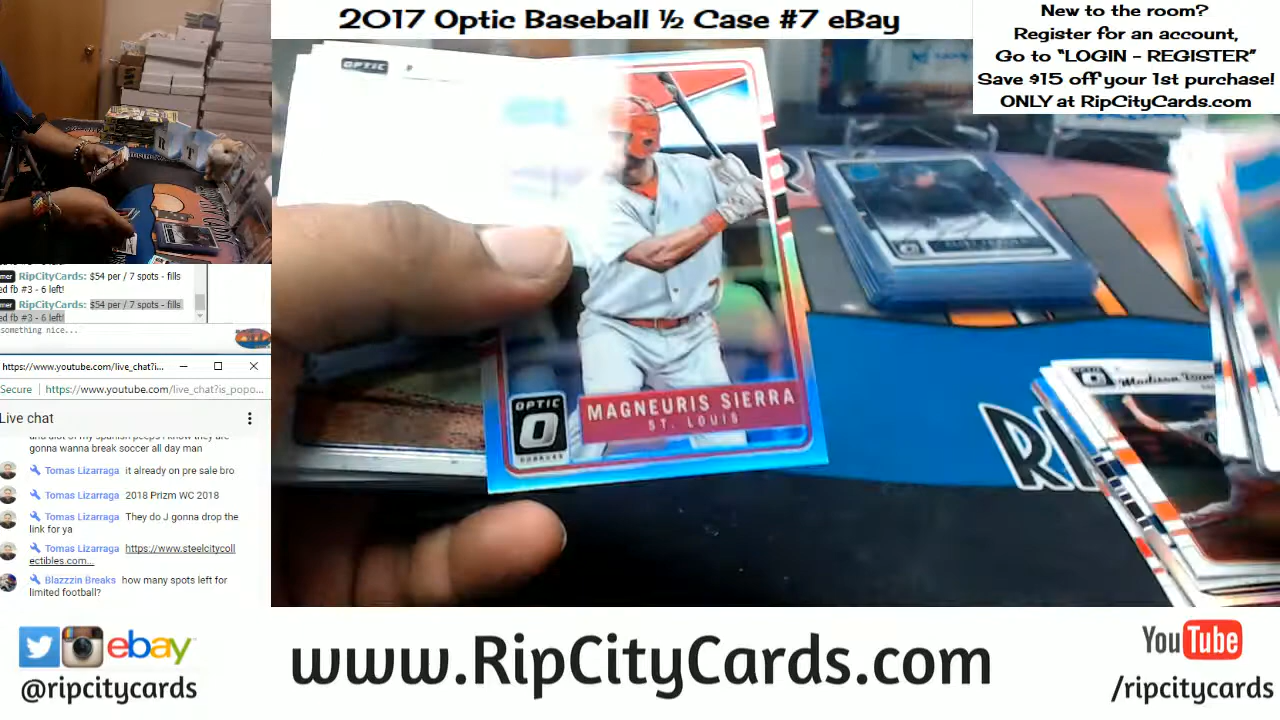 2017 Optic Baseball ½ Case #7 eBay
New to the room?
Register for an account,
Go to “LOGIN - REGISTER”
Save $15 off your 1st purchase!
ONLY at RipCityCards.com
OPTIC
MAGNEURIS SIERRA
ST. LOUIS
OPTIC
Madison
RipCityCards: $54 per / 7 spots - fills
ed fb #3 - 6 left!
RipCityCards: $54 per / 7 spots - fills
ed fb #3 - 6 left!
something nice...
https://www.youtube.com/live_chat?i...
Secure https://www.youtube.com/live_chat?is_popo...
Live chat
and alot of my spanish peeps i know they are
gonna wanna break soccer all day man
Tomas Lizarraga it already on pre sale bro
Tomas Lizarraga 2018 Prizm WC 2018
Tomas Lizarraga They do J gonna drop the
link for ya
Tomas Lizarraga https://www.steelcitycoll
ectibles.com...
Blazzzin Breaks how many spots left for
limited football?
ebay
@ripcitycards
www.RipCityCards.com
YouTube
/ripcitycards